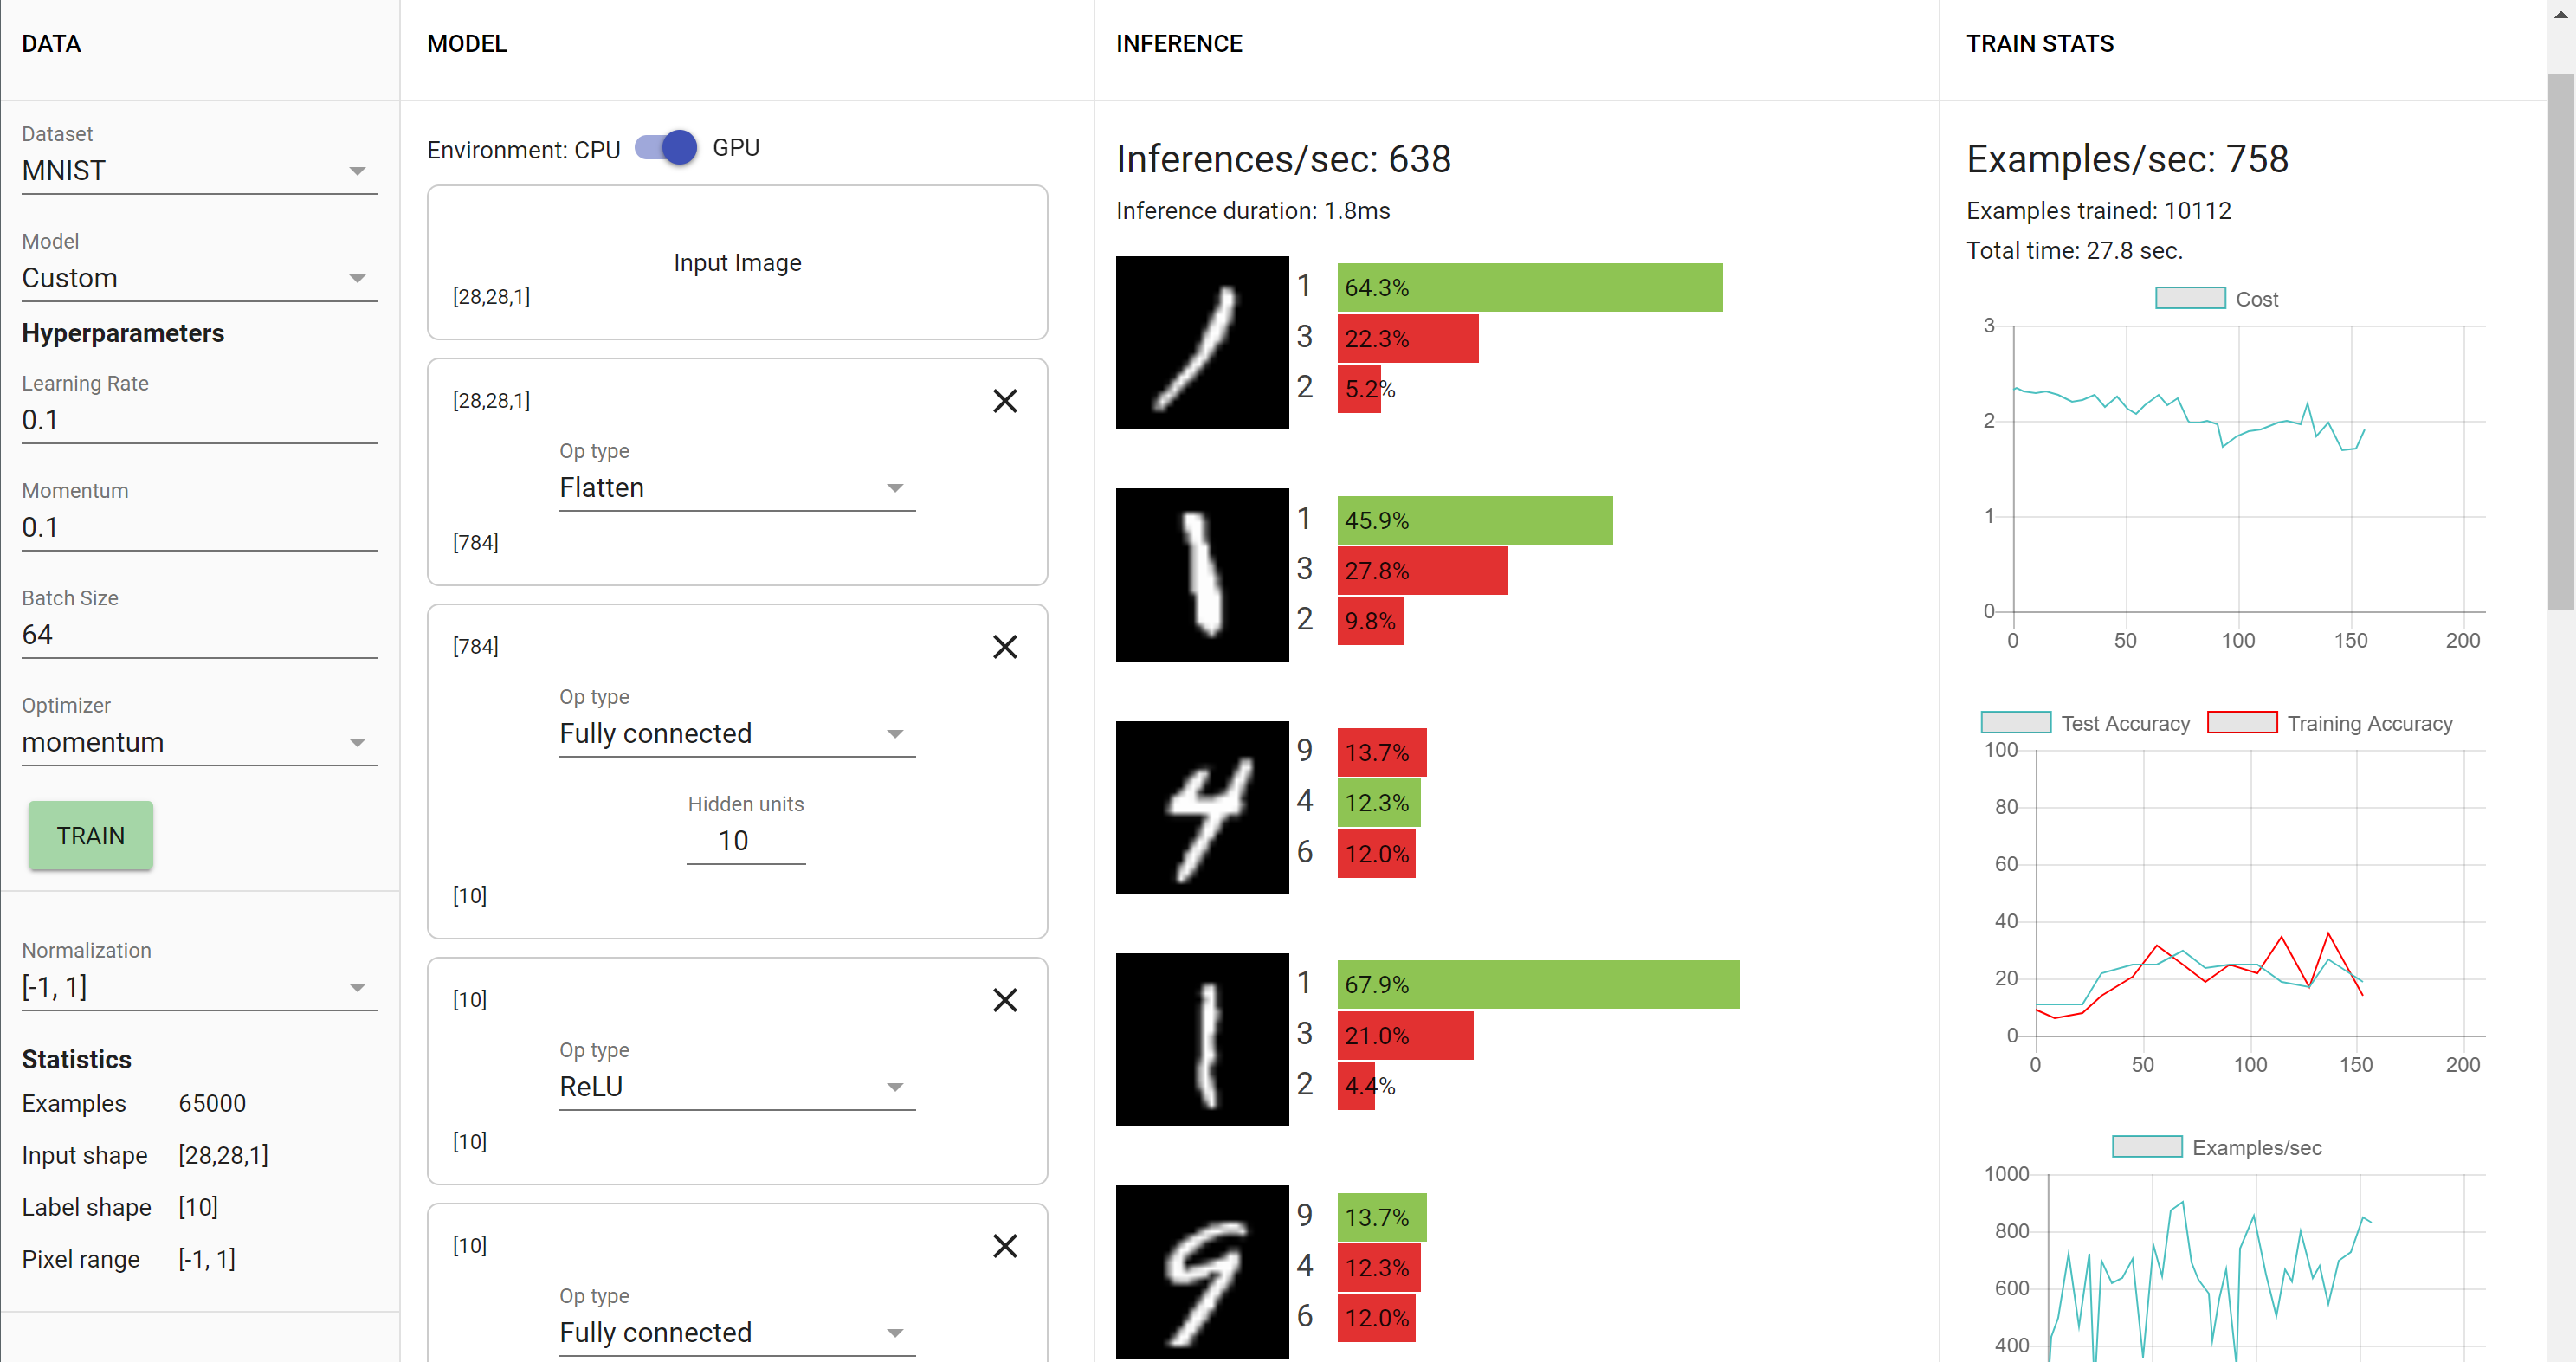 DATA
Dataset
MNIST
Model
Custom
Hyperparameters
Learning Rate
0.1
Momentum
0.1
Batch Size
64
Optimizer
momentum
TRAIN
Normalization
[-1, 1]
Statistics
Examples 65000
Input shape [28,28,1]
Label shape [10]
Pixel range [-1, 1]
MODEL
Environment: CPU GPU
Input Image
[28,28,1]
[28,28,1]
Op type
Flatten
[784]
[784]
Op type
Fully connected
Hidden units
10
[10]
[10]
Op type
ReLU
[10]
[10]
Op type
Fully connected
INFERENCE
Inferences/sec: 638
Inference duration: 1.8ms
1 64.3%
3 22.3%
2 5.2%
1 45.9%
3 27.8%
2 9.8%
4
9 13.7%
4 12.3%
6 12.0%
1 67.9%
3 21.0%
2 4.4%
9
9 13.7%
4 12.3%
6 12.0%
TRAIN STATS
Examples/sec: 758
Examples trained: 10112
Total time: 27.8 sec.
Cost
3
2
1
0
0 50 100 150 200
Test Accuracy Training Accuracy
100
80
60
40
20
0
0 50 100 150 200
Examples/sec
1000
800
600
400